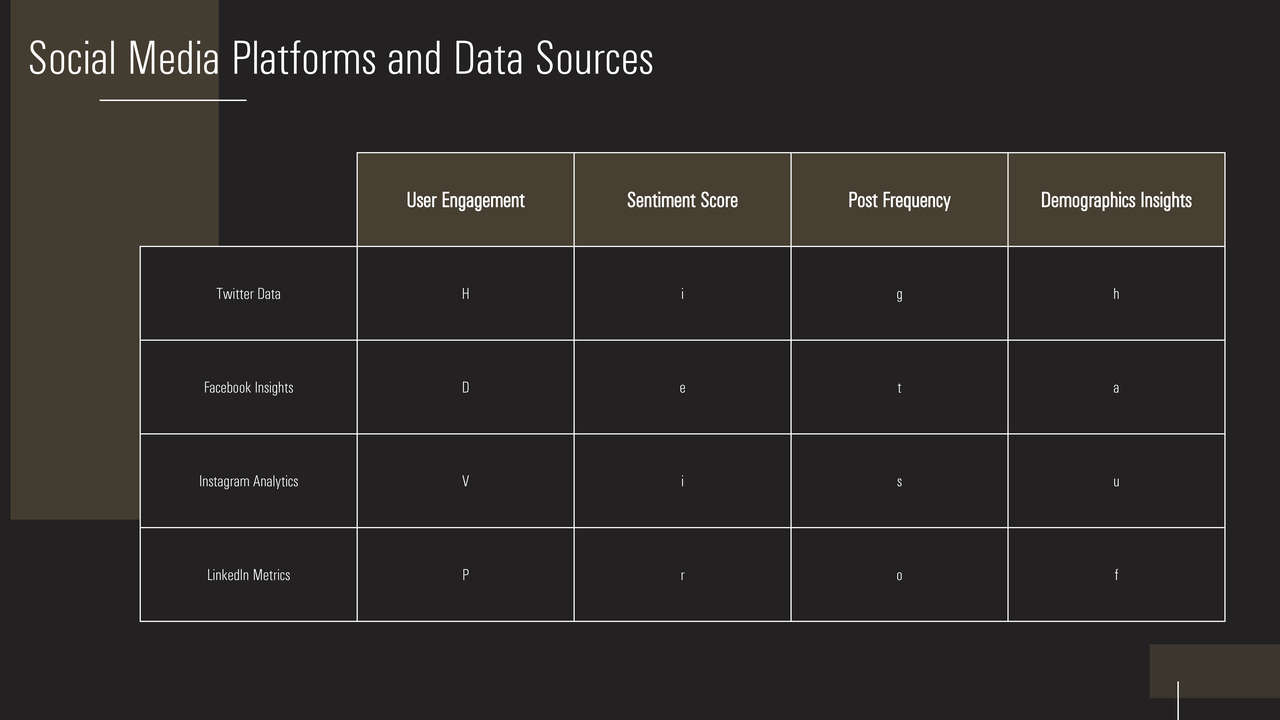 Social Media Platforms and Data Sources
User Engagement Sentiment Score Post Frequency Demographics Insights
Twitter Data H i g h
Facebook Insights D e t a
Instagram Analytics V i s u
LinkedIn Metrics P r o f